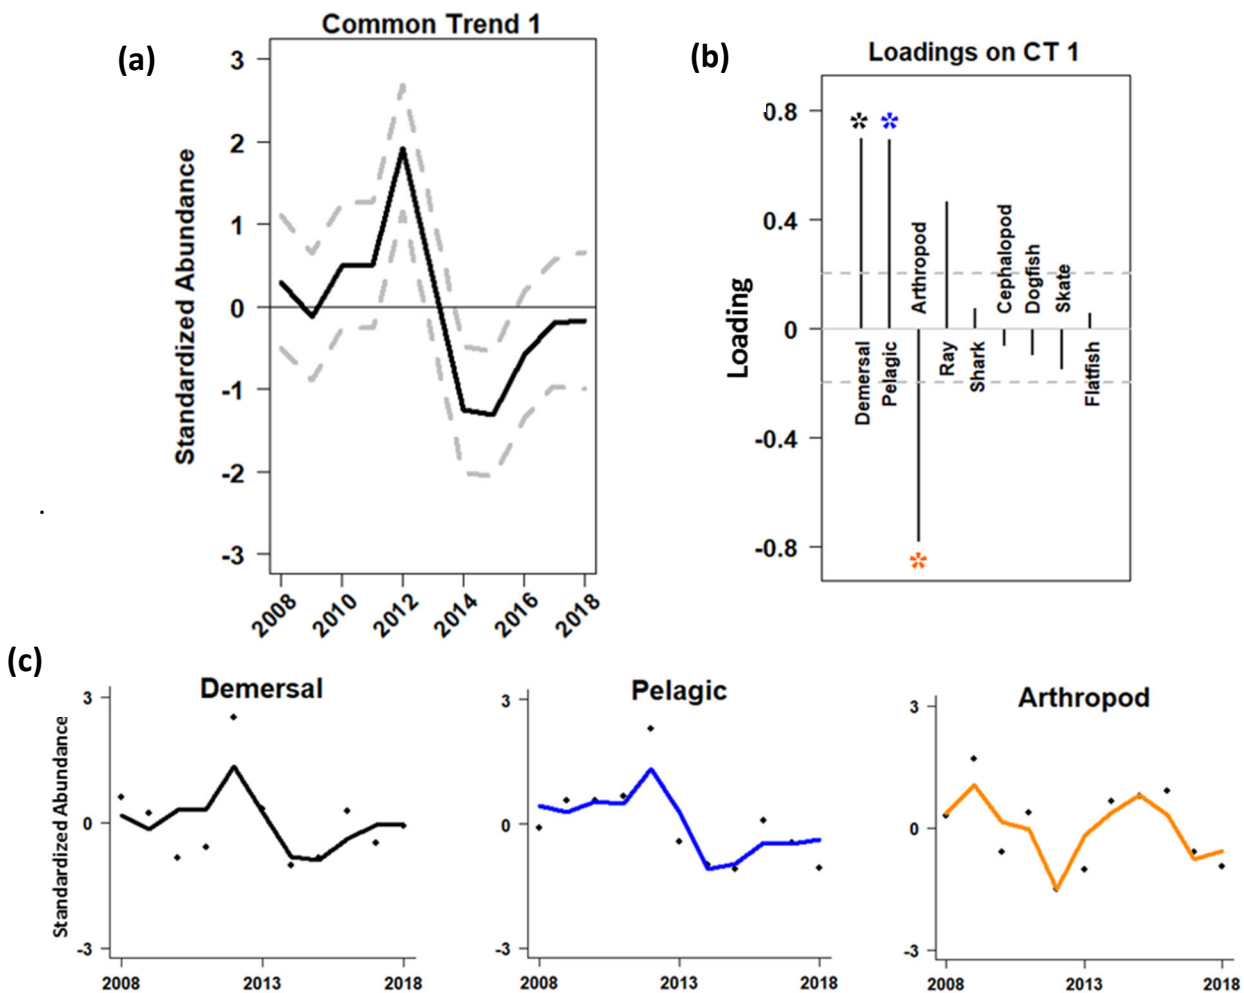 Common Trend 1
(a)
Standardized Abundance
3
2
1
0
-1
-2
-3
2008
2010
2012
2014
2016
2018
(b)
Loadings on CT 1
Loading
0.8
0.4
0
-0.4
-0.8
*
*
*
Demersal
Pelagic
Arthropod
Ray
Shark
Cephalopod
Dogfish
Skate
Flatfish
(c)
Demersal
Standardized Abundance
3
0
-3
2008
2013
2018
Pelagic
3
0
-3
2008
2013
2018
Arthropod
3
0
-3
2008
2013
2018